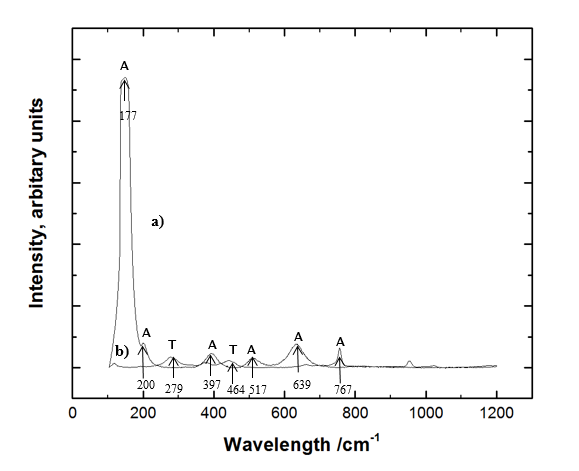 A
177
a)
b)
A
T
A
T
A
A
A
200
279
397
464
517
639
767
0
200
400
600
800
1000
1200
Intensity, arbitary units
Wavelength /cm-1